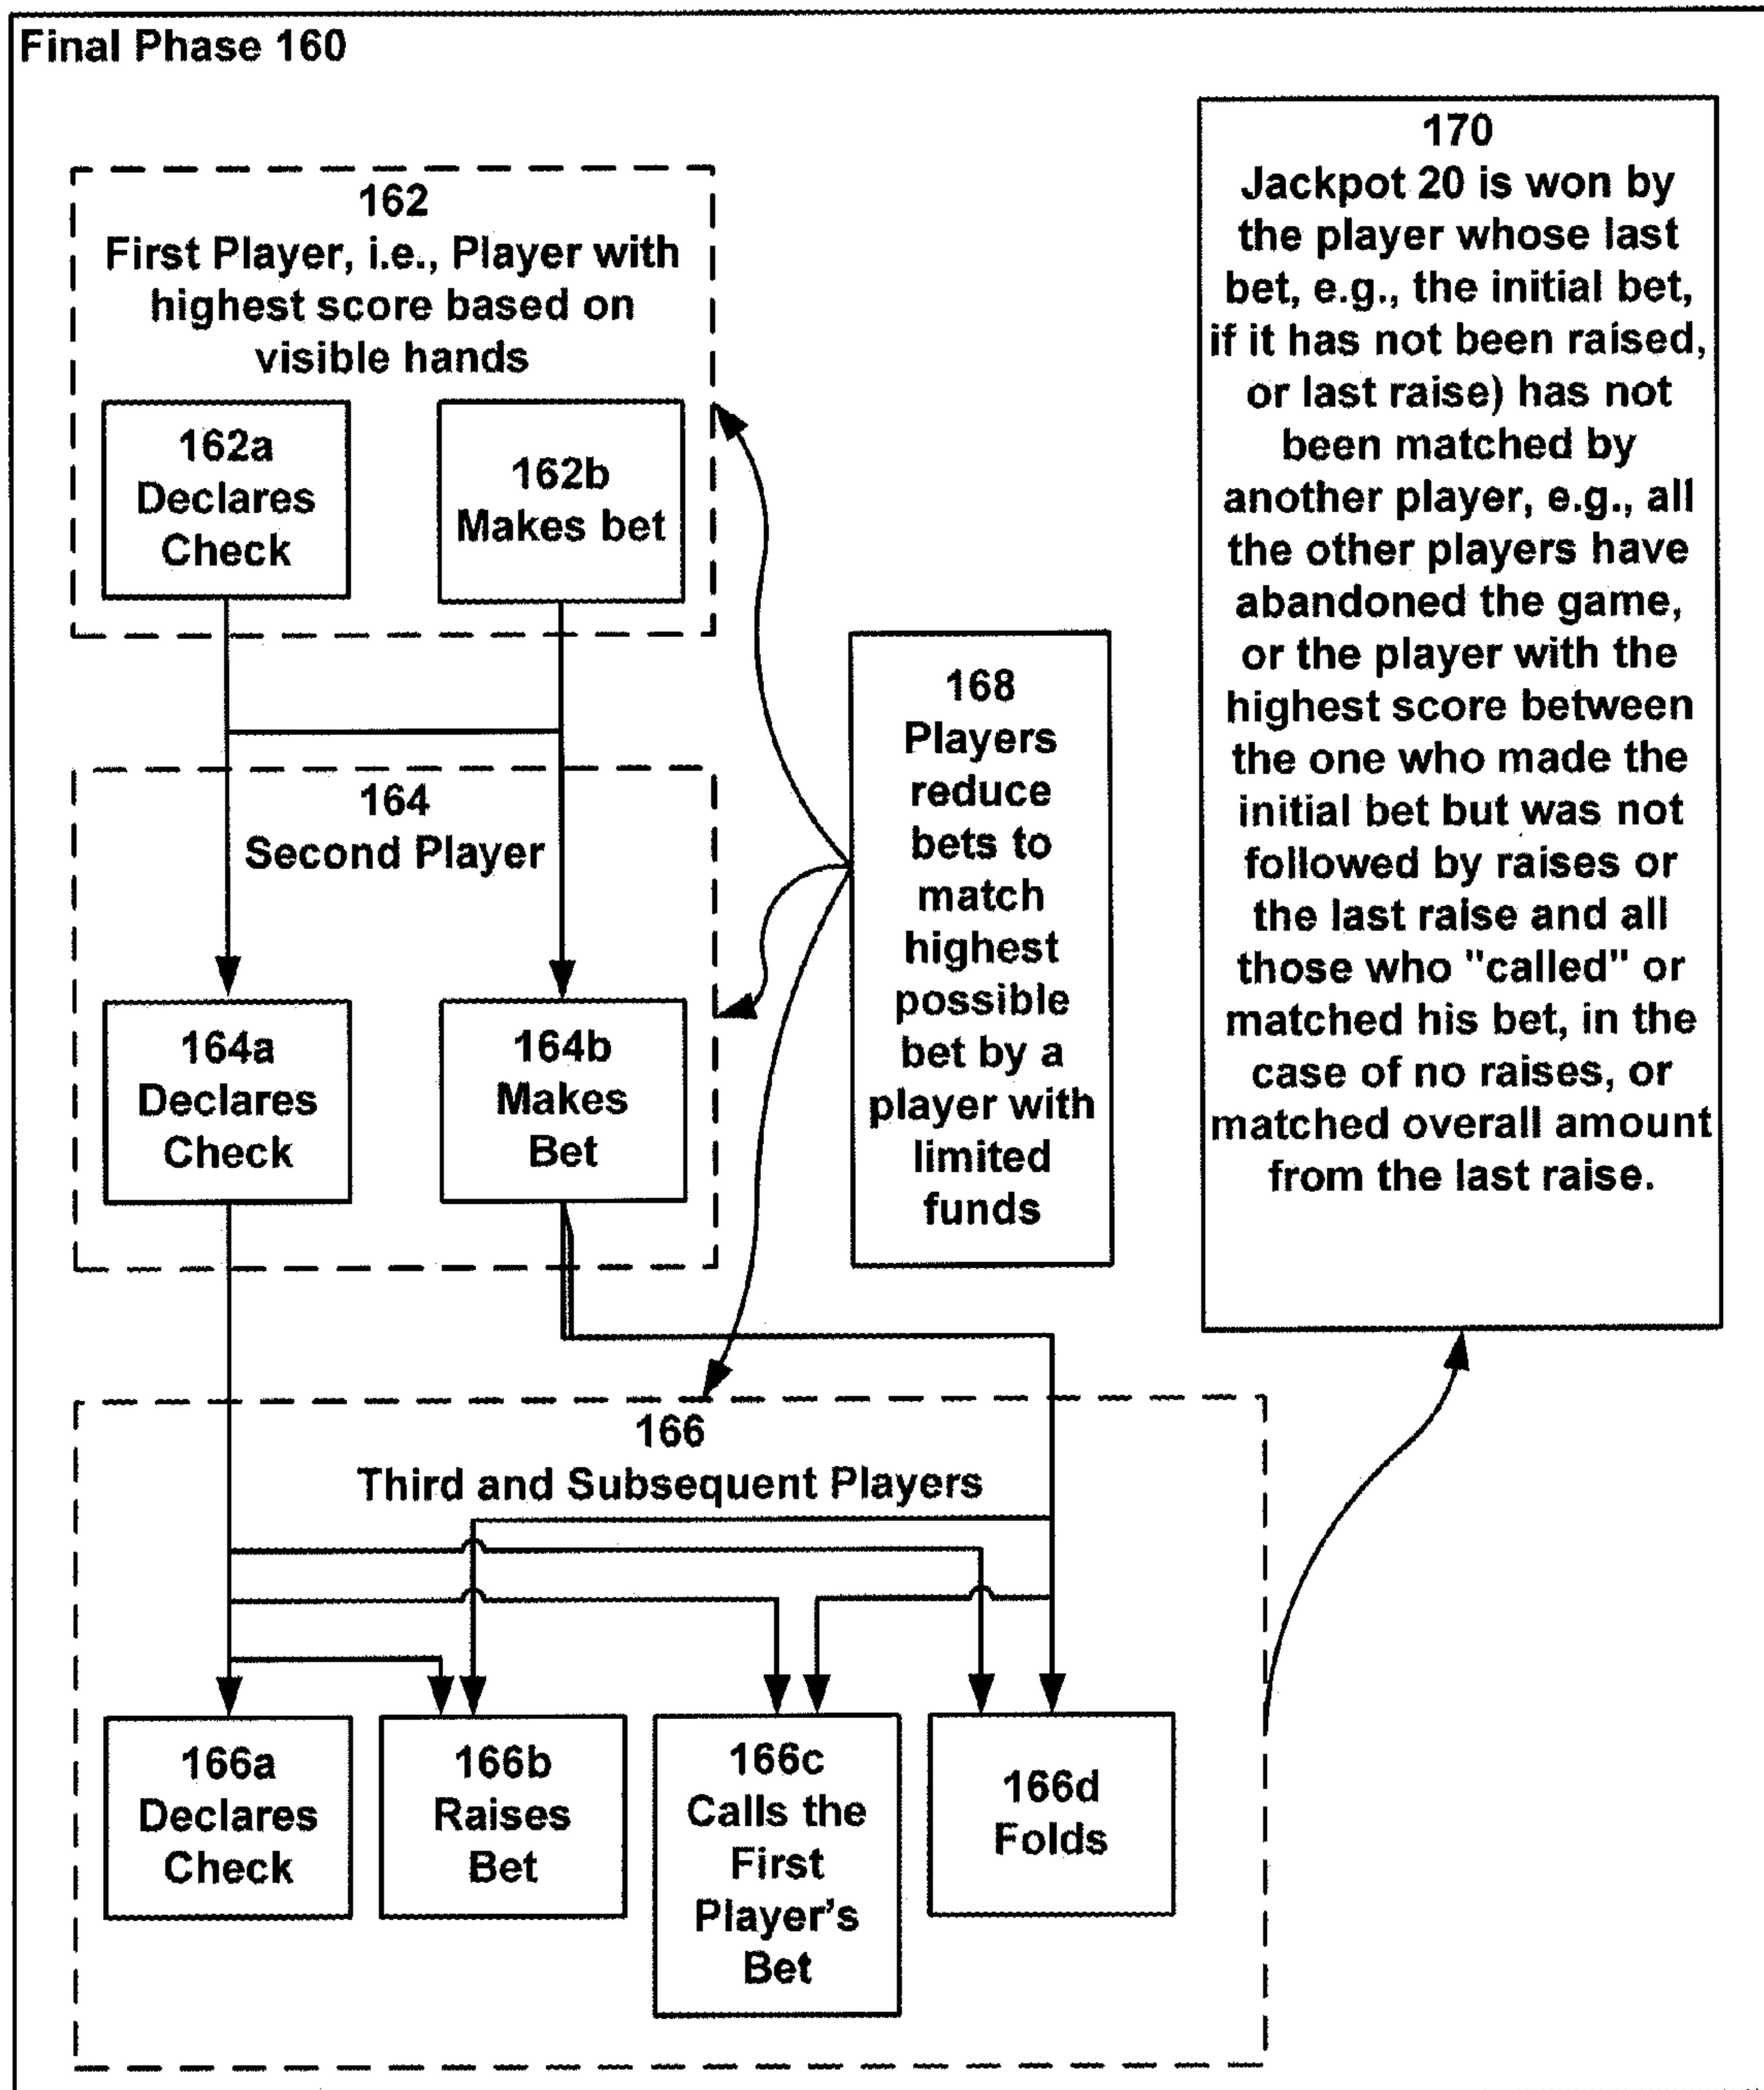 Final Phase 160
162
First Player, i.e., Player with
highest score based on
visible hands
162a
Declares
Check
162b
Makes bet
164
Second Player
164a
Declares
Check
164b
Makes
Bet
168
Players
reduce
bets to
match
highest
possible
bet by a
player with
limited
funds
170
Jackpot 20 is won by
the player whose last
bet, e.g., the initial bet,
if it has not been raised,
or last raise) has not
been matched by
another player, e.g., all
the other players have
abandoned the game,
or the player with the
highest score between
the one who made the
initial bet but was not
followed by raises or
the last raise and all
those who "called" or
matched his bet, in the
case of no raises, or
matched overall amount
from the last raise.
166
Third and Subsequent Players
166a
Declares
Check
166b
Raises
Bet
166c
Calls the
First
Player’s
Bet
166d
Folds